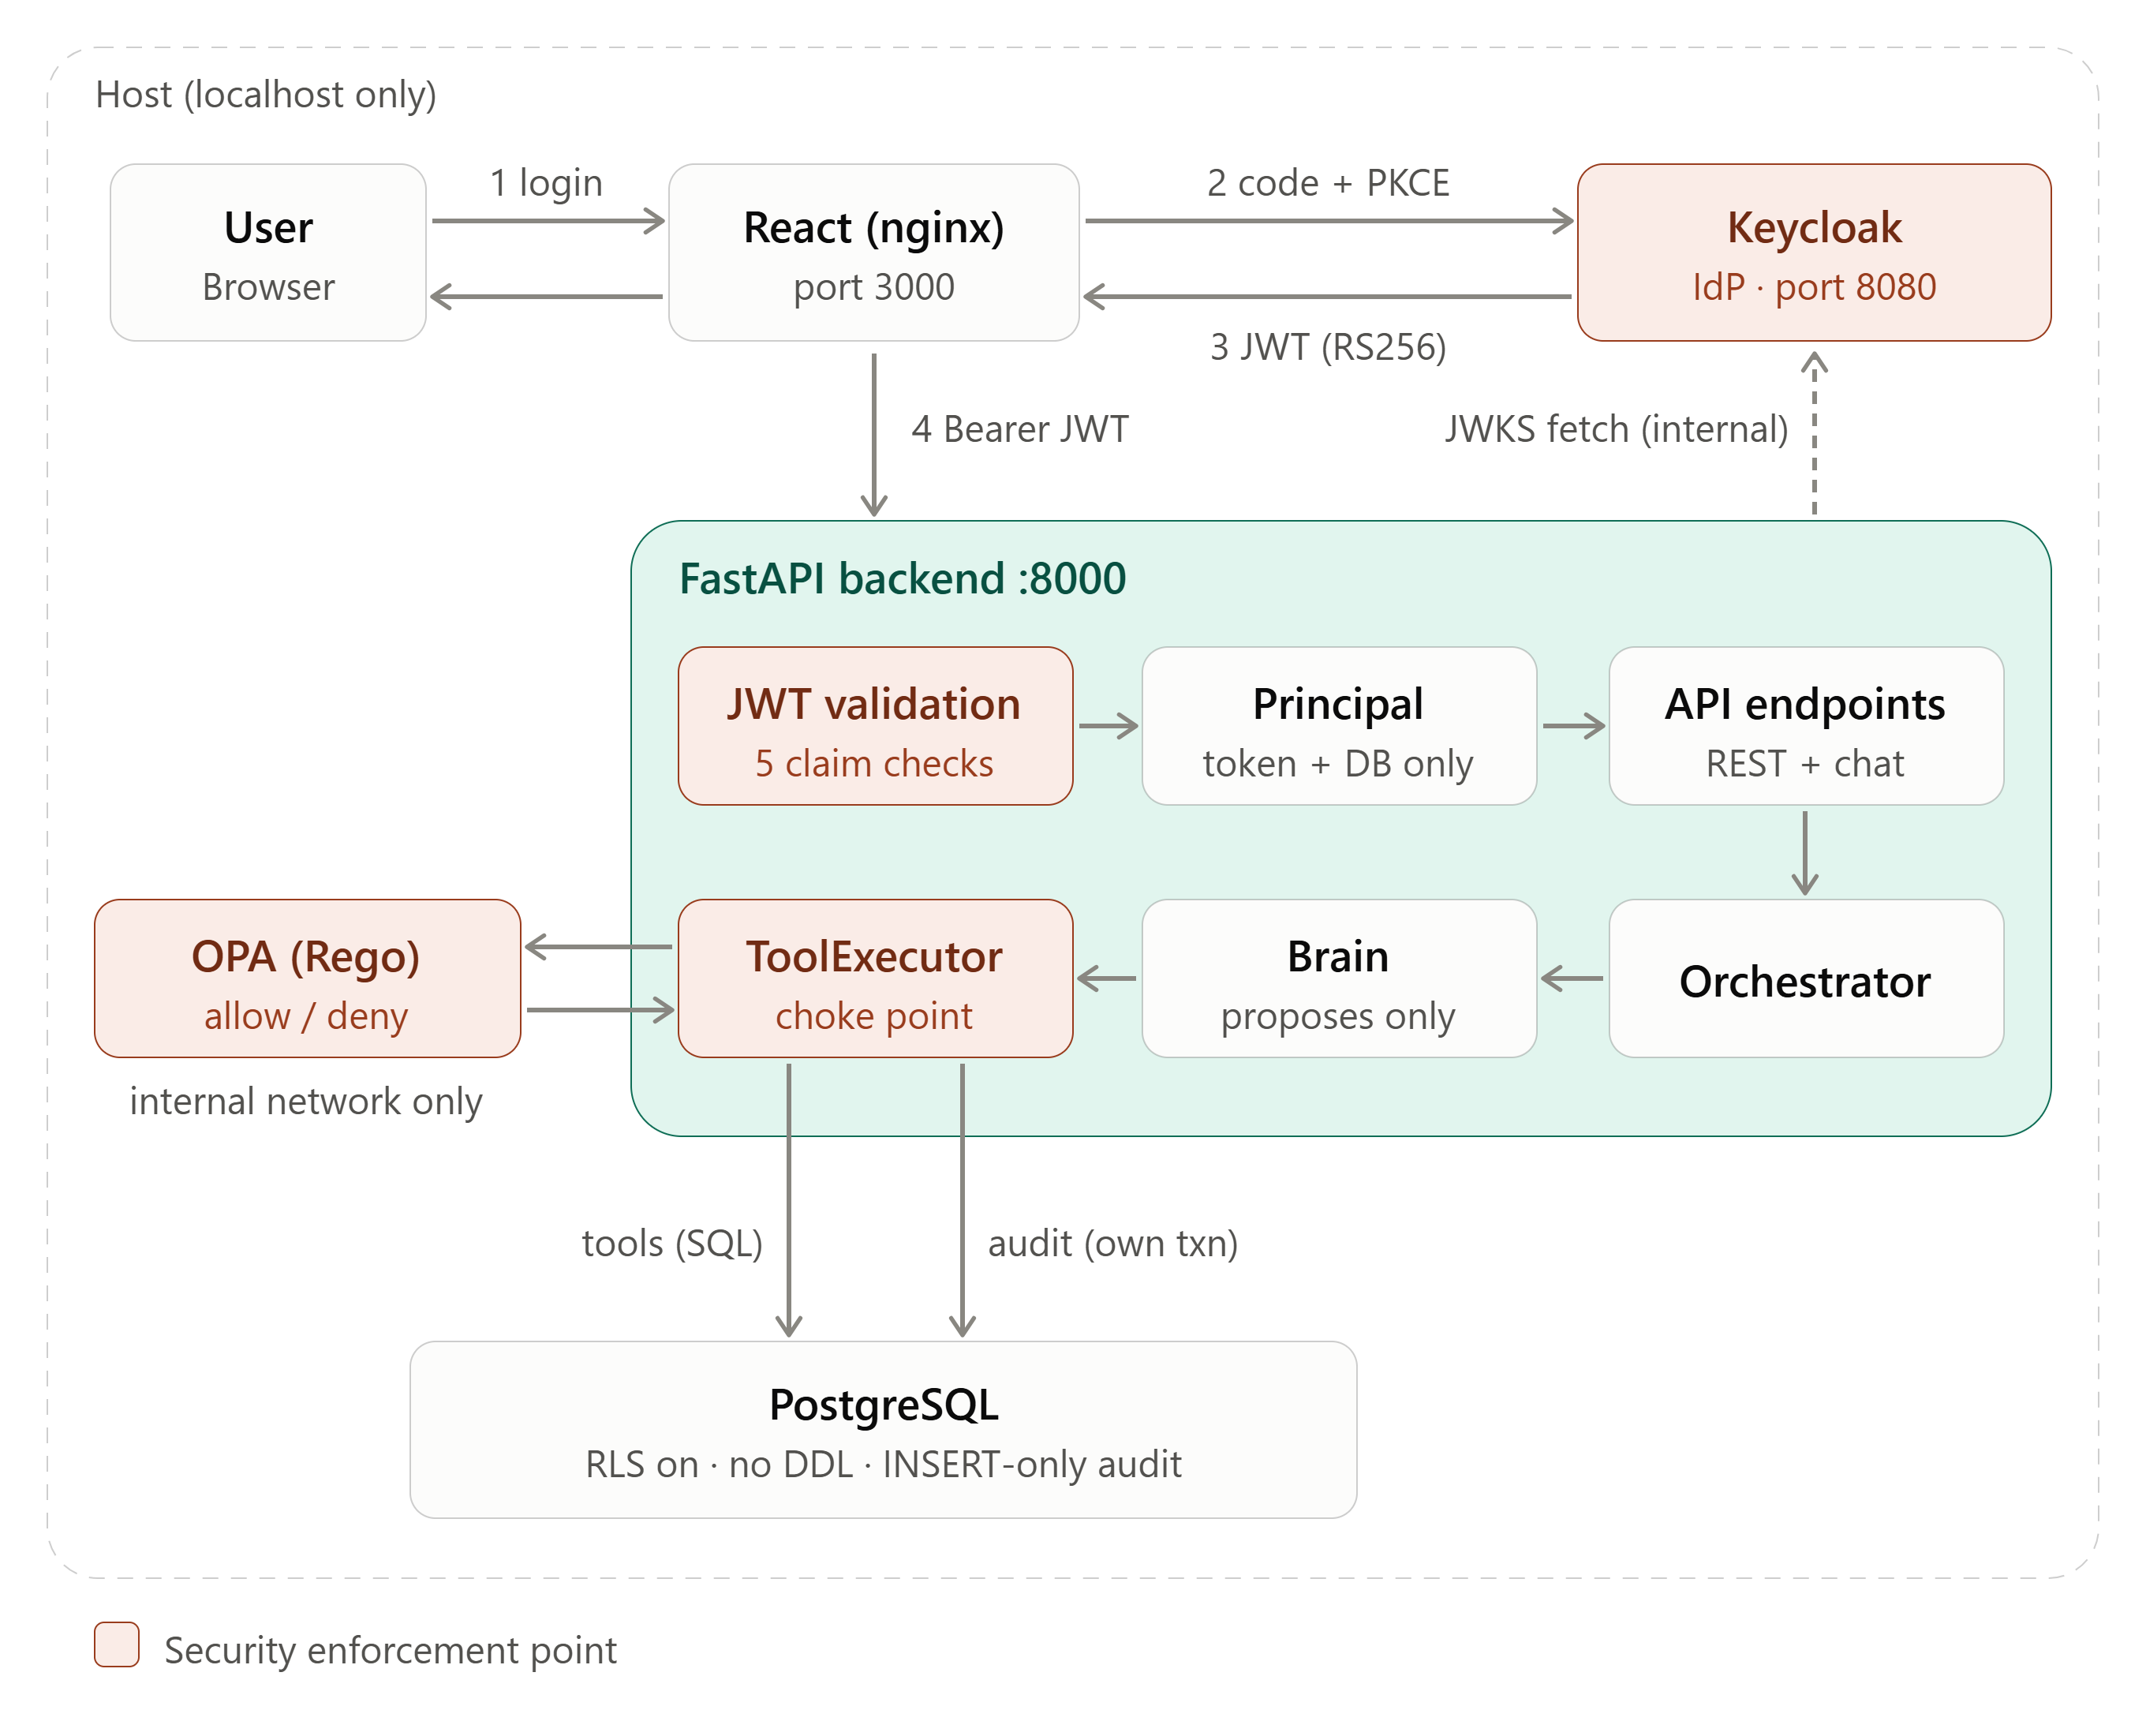 Host (localhost only)
1 login
2 code + PKCE
User
Browser
React (nginx)
port 3000
Keycloak
IdP · port 8080
3 JWT (RS256)
4 Bearer JWT
JWKS fetch (internal)
FastAPI backend :8000
JWT validation
5 claim checks
Principal
token + DB only
API endpoints
REST + chat
OPA (Rego)
allow / deny
internal network only
ToolExecutor
choke point
Brain
proposes only
Orchestrator
tools (SQL)
audit (own txn)
PostgreSQL
RLS on · no DDL · INSERT-only audit
Security enforcement point